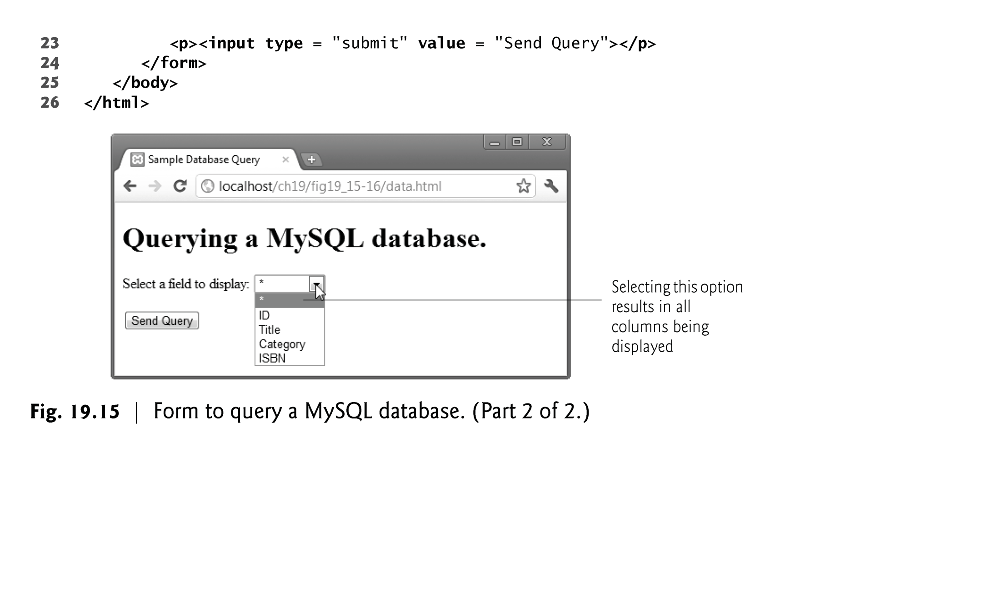 23 <p><input type = "submit" value = "Send Query"></p>
24 </form>
25 </body>
26 </html>
Sample Database Query
localhost/ch19/fig19_15-16/data.html
Querying a MySQL database.
Select a field to display: *
*
ID
Title
Category
ISBN
Send Query
Selecting this option
results in all
columns being
displayed
Fig. 19.15 | Form to query a MySQL database. (Part 2 of 2.)